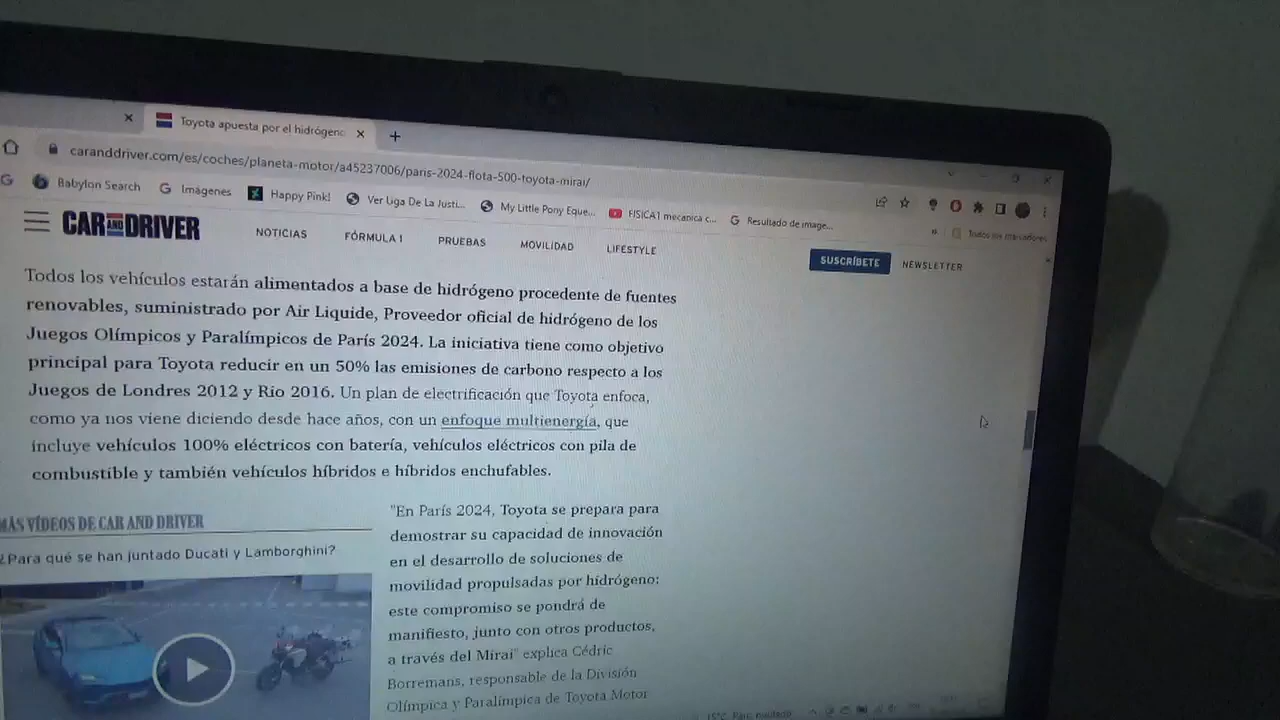 Toyota apuesta por el hidrógeno
caranddriver.com/es/coches/planeta-motor/a45237006/paris-2024-flota-500-toyota-mirai/
Babylon Search
Imágenes
Happy Pink!
Ver Liga De La Justi...
My Little Pony Eque...
FISICA1 mecanica c...
Resultado de image...
Todos los marcadores
CAR AND DRIVER
NOTICIAS
FÓRMULA 1
PRUEBAS
MOVILIDAD
LIFESTYLE
SUSCRÍBETE
NEWSLETTER
Todos los vehículos estarán alimentados a base de hidrógeno procedente de fuentes
renovables, suministrado por Air Liquide, Proveedor oficial de hidrógeno de los
Juegos Olímpicos y Paralímpicos de París 2024. La iniciativa tiene como objetivo
principal para Toyota reducir en un 50% las emisiones de carbono respecto a los
Juegos de Londres 2012 y Río 2016. Un plan de electrificación que Toyota enfoca,
como ya nos viene diciendo desde hace años, con un enfoque multienergía, que
incluye vehículos 100% eléctricos con batería, vehículos eléctricos con pila de
combustible y también vehículos híbridos e híbridos enchufables.
MÁS VÍDEOS DE CAR AND DRIVER
¿Para qué se han juntado Ducati y Lamborghini?
"En París 2024, Toyota se prepara para
demostrar su capacidad de innovación
en el desarrollo de soluciones de
movilidad propulsadas por hidrógeno:
este compromiso se pondrá de
manifiesto, junto con otros productos,
a través del Mirai" explica Cédric
Borremans, responsable de la División
Olímpica y Paralímpica de Toyota Motor
15°C